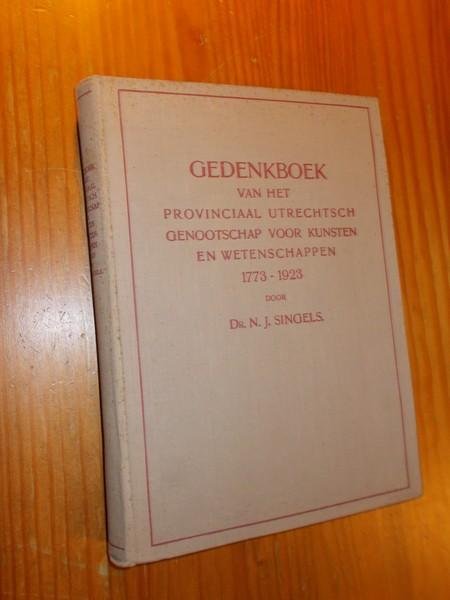 GEDENKBOEK
VAN HET
PROVINCIAAL UTRECHTSCH
GENOOTSCHAP VOOR KUNSTEN
EN WETENSCHAPPEN
1773-1923
DOOR
DR. N. J. SINGELS.